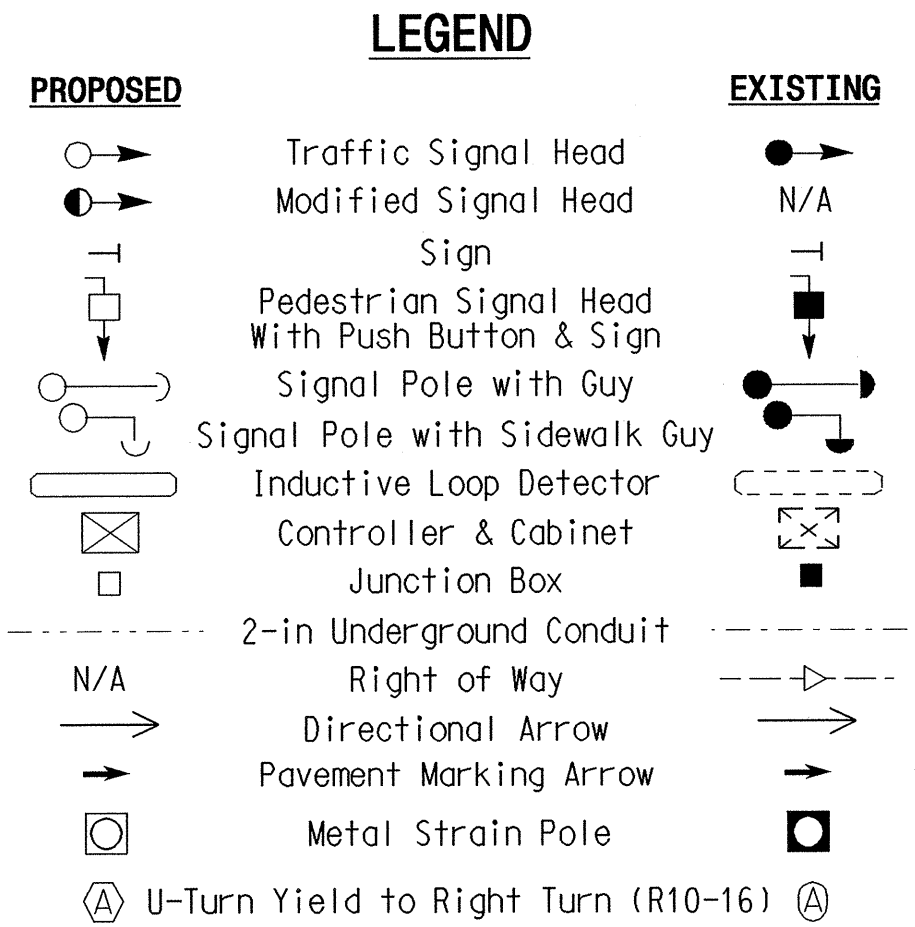 LEGEND
PROPOSED EXISTING
Traffic Signal Head
Modified Signal Head N/A
Sign
Pedestrian Signal Head
With Push Button & Sign
Signal Pole with Guy
Signal Pole with Sidewalk Guy
Inductive Loop Detector
Controller & Cabinet
Junction Box
2-in Underground Conduit
N/A Right of Way
Directional Arrow
Pavement Marking Arrow
Metal Strain Pole
A U-Turn Yield to Right Turn (R10-16) A